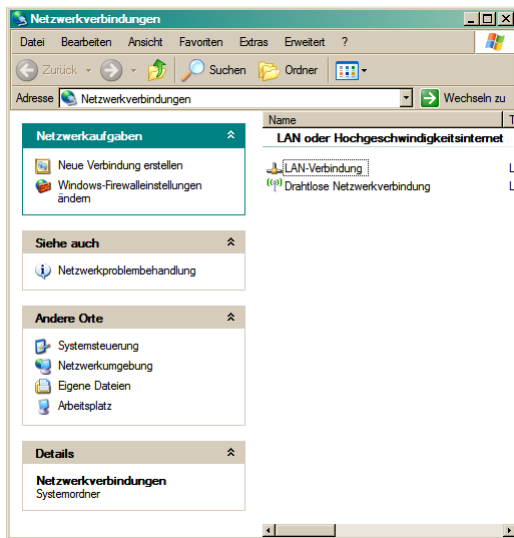 Netzwerkverbindungen
Datei Bearbeiten Ansicht Favoriten Extras Erweitert ?
Zurück Suchen Ordner
Adresse Netzwerkverbindungen Wechseln zu
Netzwerkaufgaben
Neue Verbindung erstellen
Windows-Firewalleinstellungen
ändern
Siehe auch
Netzwerkproblembehandlung
Andere Orte
Systemsteuerung
Netzwerkumgebung
Eigene Dateien
Arbeitsplatz
Details
Netzwerkverbindungen
Systemordner
Name T
LAN oder Hochgeschwindigkeitsinternet
LAN-Verbindung L
Drahtlose Netzwerkverbindung L